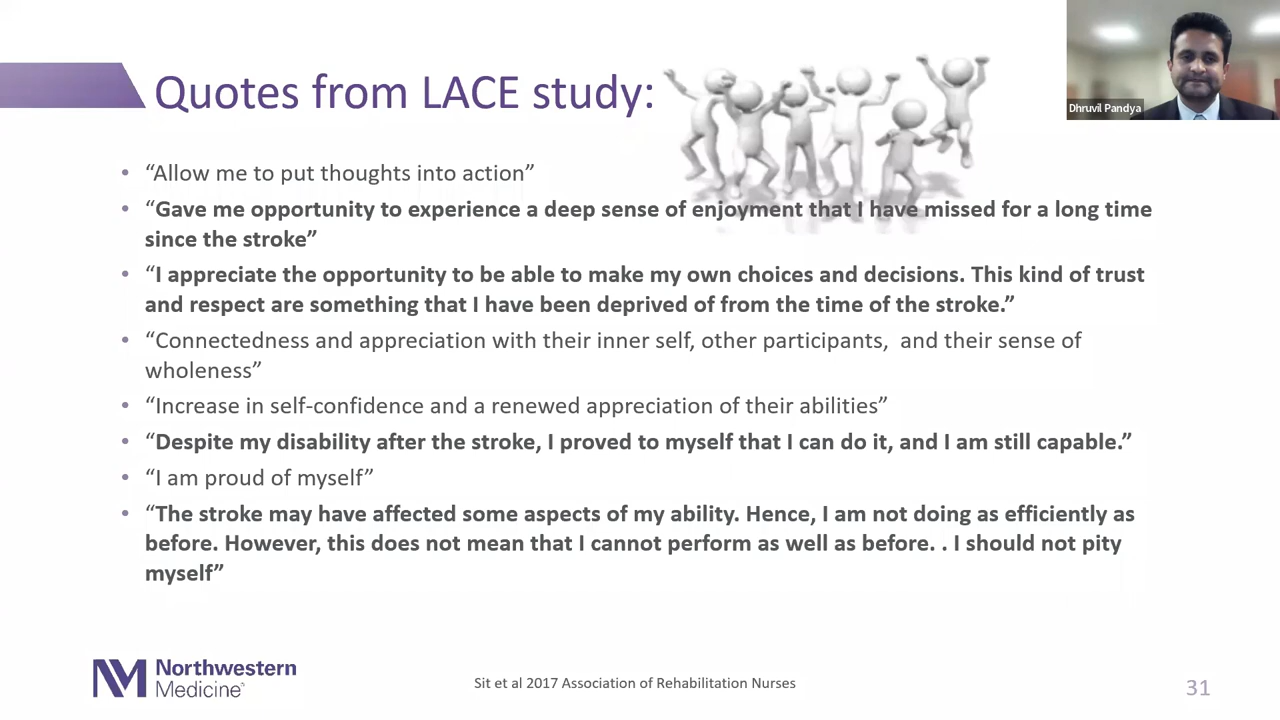 Quotes from LACE study:
Dhruvil Pandya
• “Allow me to put thoughts into action”
• “Gave me opportunity to experience a deep sense of enjoyment that I have missed for a long time
since the stroke”
• “I appreciate the opportunity to be able to make my own choices and decisions. This kind of trust
and respect are something that I have been deprived of from the time of the stroke.”
• “Connectedness and appreciation with their inner self, other participants,  and their sense of
wholeness”
• “Increase in self-confidence and a renewed appreciation of their abilities”
• “Despite my disability after the stroke, I proved to myself that I can do it, and I am still capable.”
• “I am proud of myself”
• “The stroke may have affected some aspects of my ability. Hence, I am not doing as efficiently as
before. However, this does not mean that I cannot perform as well as before. . I should not pity
myself”
NM Northwestern
Medicine
Sit et al 2017 Association of Rehabilitation Nurses
31